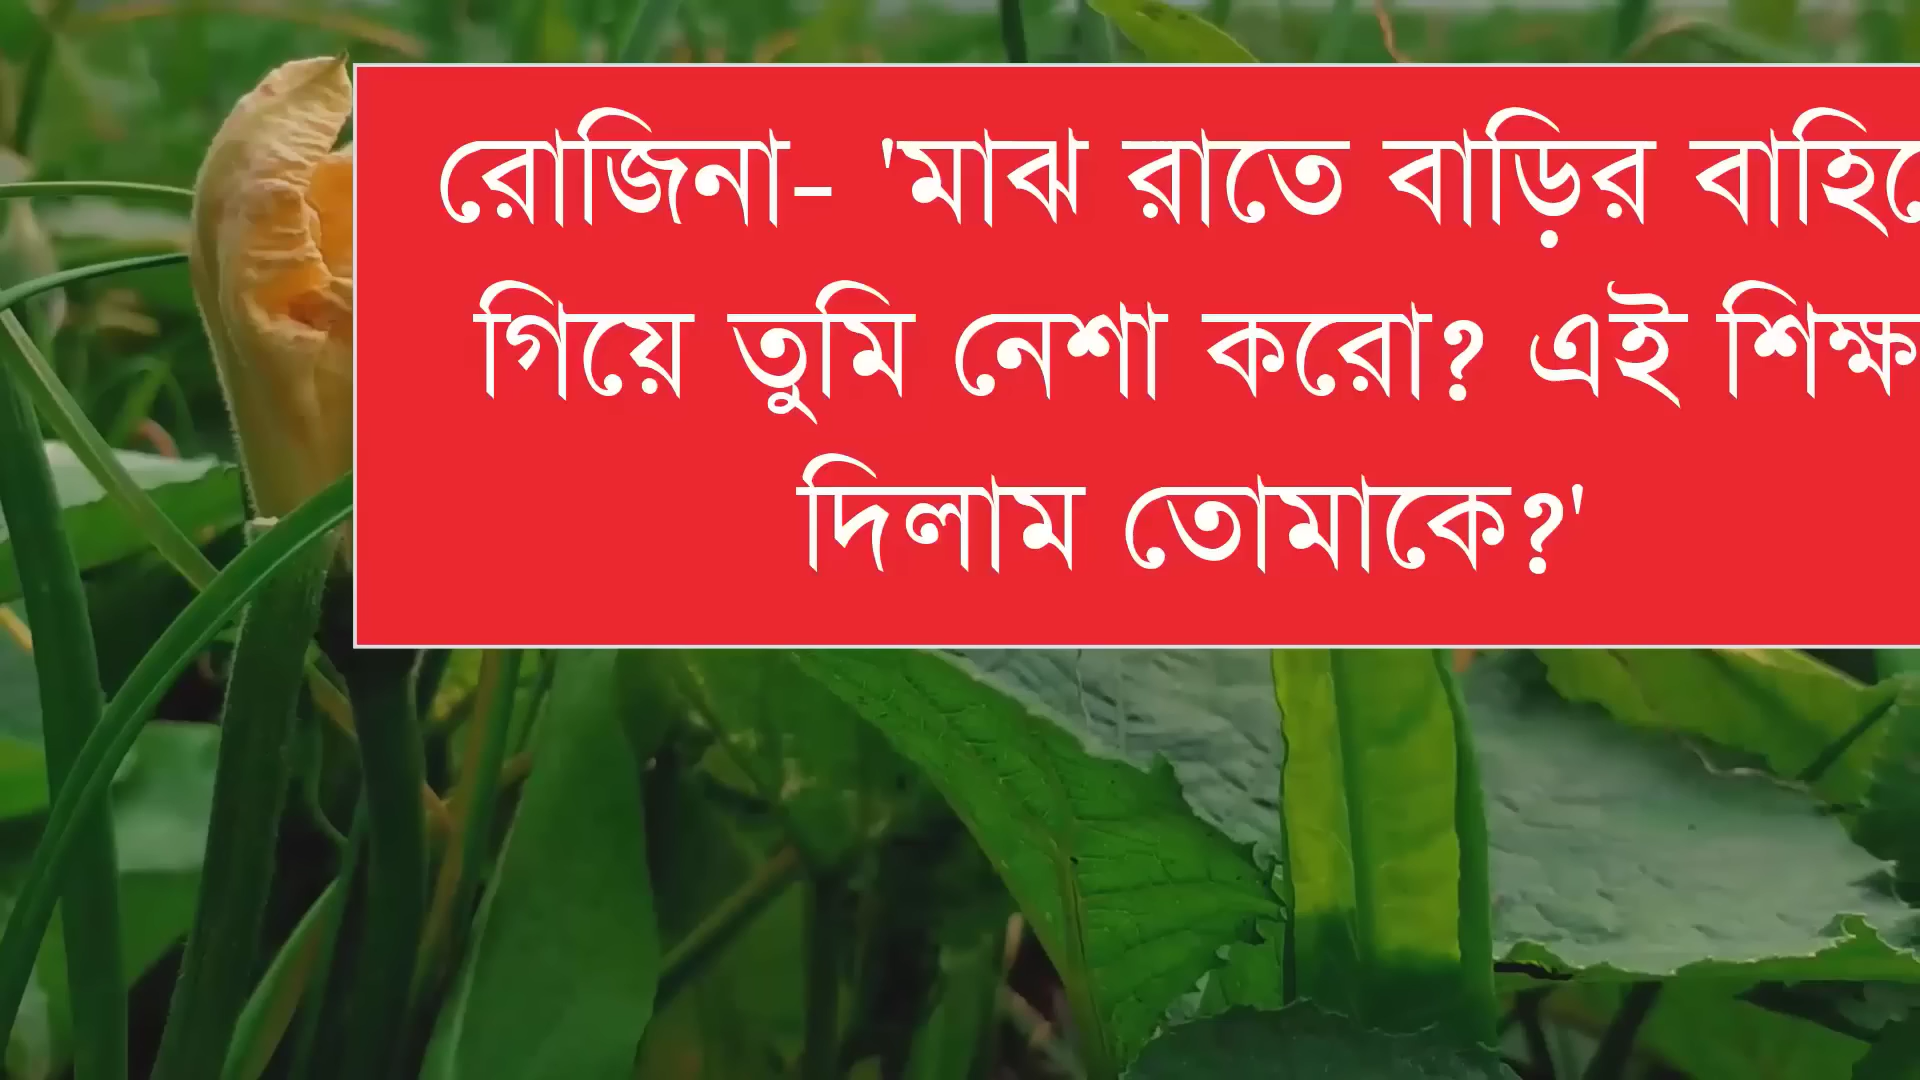 রোজিনা- 'মাঝ রাতে বাড়ির
গিয়ে তুমি নেশা করো? এই
দিলাম তোমাকে?'